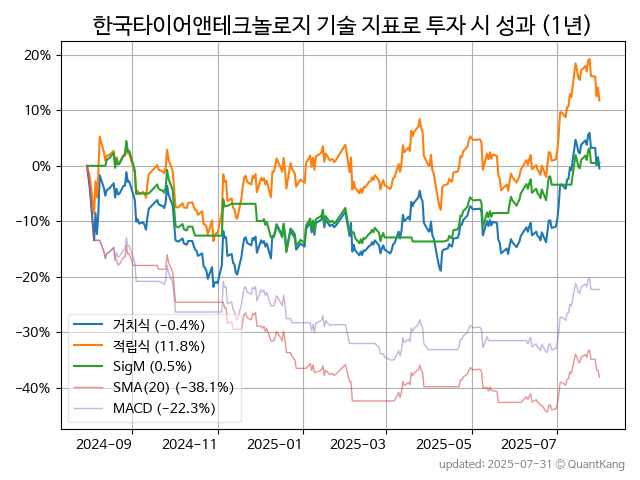 한국타이어앤테크놀로지 기술 지표로 투자 시 성과 (1년)
20%
10%
0%
−10%
−20%
−30%
−40%
거치식 (−0.4%)
적립식 (11.8%)
SigM (0.5%)
SMA(20) (−38.1%)
MACD (−22.3%)
2024−09
2024−11
2025−01
2025−03
2025−05
2025−07
updated: 2025-07-31 © QuantKang